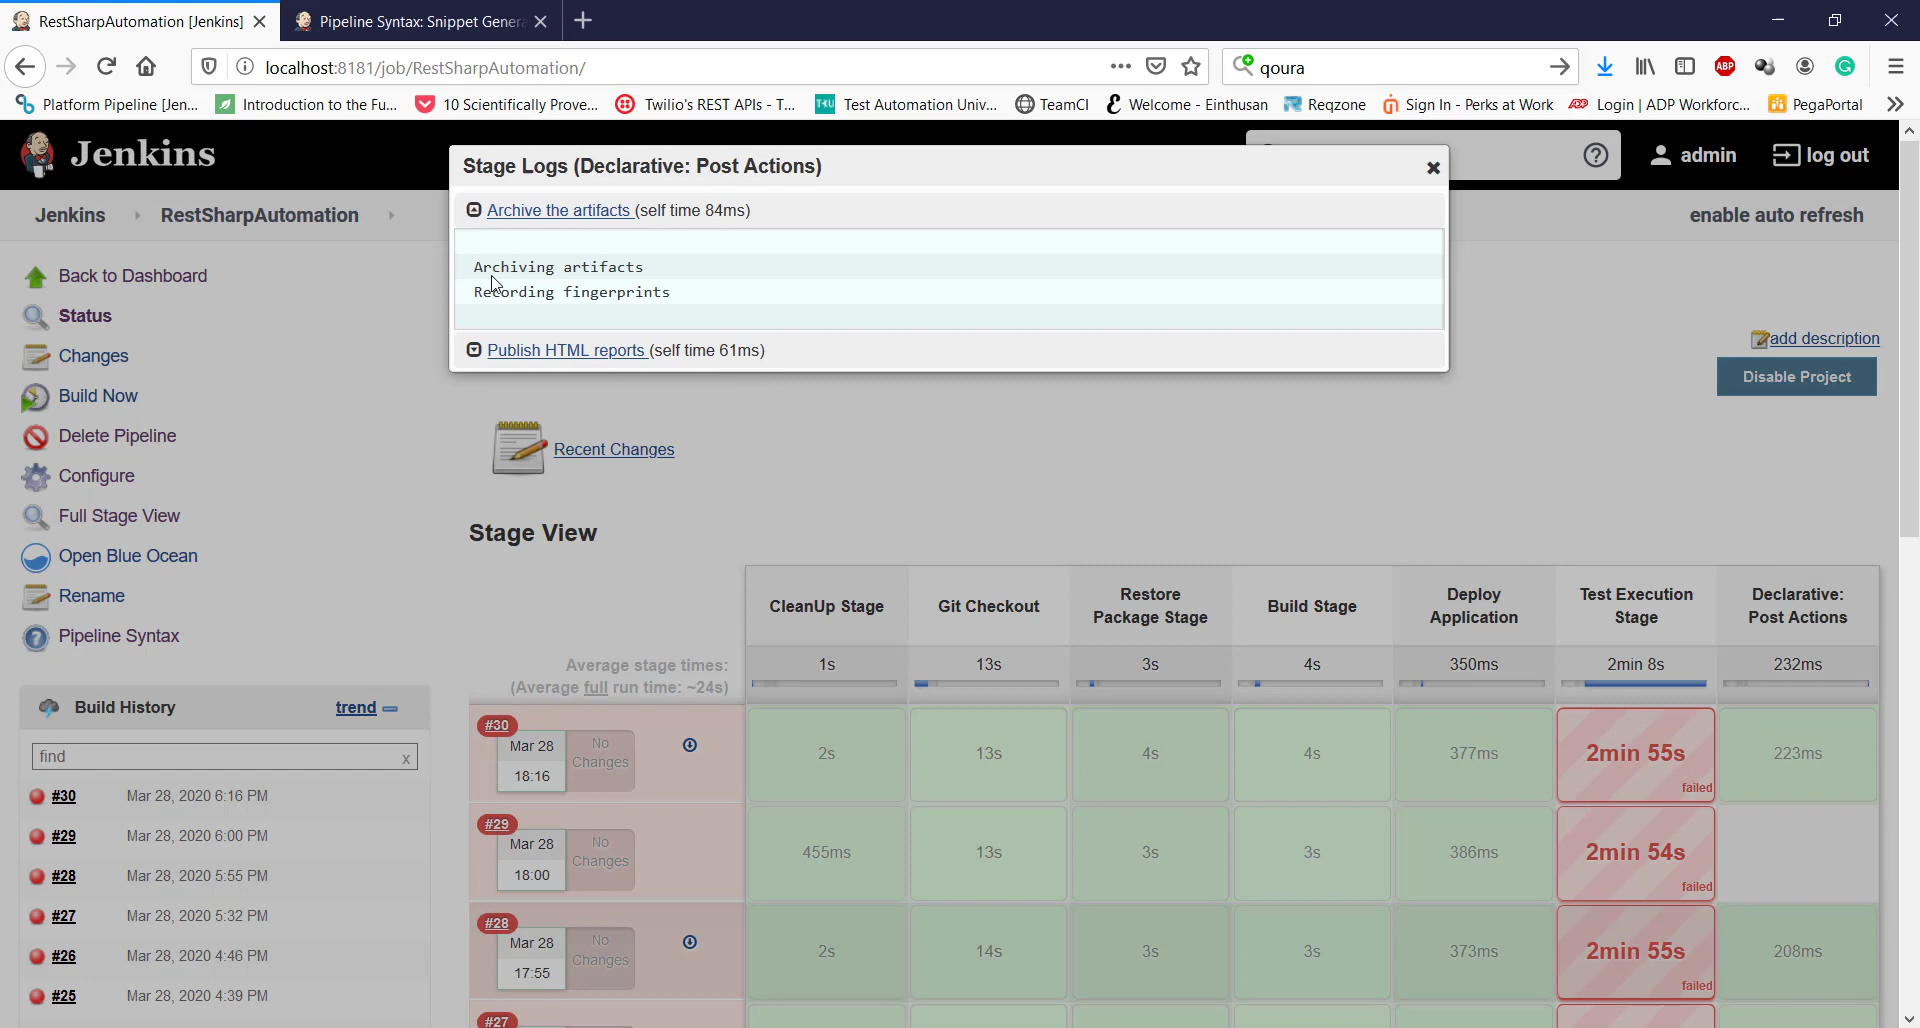 RestSharpAutomation [Jenkins]
Pipeline Syntax: Snippet Genera
localhost:8181/job/RestSharpAutomation/
qoura
ABP
Platform Pipeline [Jen...
Introduction to the Fu...
10 Scientifically Prove...
Twilio's REST APIs - T...
TAU
Test Automation Univ...
TeamCI
Welcome - Einthusan
Reqzone
Sign In - Perks at Work
ADP
Login | ADP Workforc...
PegaPortal
Jenkins
admin
log out
Stage Logs (Declarative: Post Actions)
Archive the artifacts (self time 84ms)
Archiving artifacts
Recording fingerprints
Publish HTML reports (self time 61ms)
Jenkins
RestSharpAutomation
enable auto refresh
Back to Dashboard
Status
Changes
Build Now
Delete Pipeline
Configure
Full Stage View
Open Blue Ocean
Rename
Pipeline Syntax
add description
Disable Project
Recent Changes
Stage View
CleanUp Stage
Git Checkout
Restore
Package Stage
Build Stage
Deploy
Application
Test Execution
Stage
Declarative:
Post Actions
Average stage times:
(Average full run time: ~24s)
1s
13s
3s
4s
350ms
2min 8s
232ms
#30
Mar 28
18:16
No
Changes
2s
13s
4s
4s
377ms
2min 55s
failed
223ms
#29
Mar 28
18:00
No
Changes
455ms
13s
3s
3s
386ms
2min 54s
failed
#28
Mar 28
17:55
No
Changes
2s
14s
3s
3s
373ms
2min 55s
failed
208ms
#27
Build History
trend
find
x
#30 Mar 28, 2020 6:16 PM
#29 Mar 28, 2020 6:00 PM
#28 Mar 28, 2020 5:55 PM
#27 Mar 28, 2020 5:32 PM
#26 Mar 28, 2020 4:46 PM
#25 Mar 28, 2020 4:39 PM